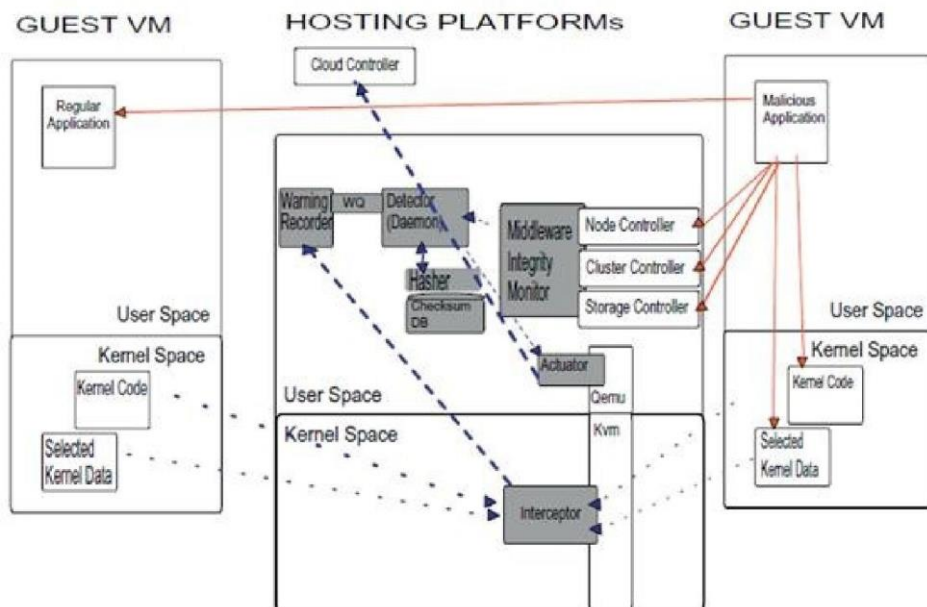 GUEST VM
HOSTING PLATFORMs
GUEST VM
Cloud Controller
Regular
Application
Malicious
Application
Warning
Recorder
WQ
Detector
(Daemon)
Middleware
Integrity
Monitor
Node Controller
Cluster Controller
Storage Controller
Hasher
Checksum
DB
User Space
User Space
Kernel Space
Kernel Code
Selected
Kernel Data
Actuator
Qemu
User Space
Kernel Space
Kvm
Interceptor
Kernel Space
Kernel Code
Selected
Kernel Data